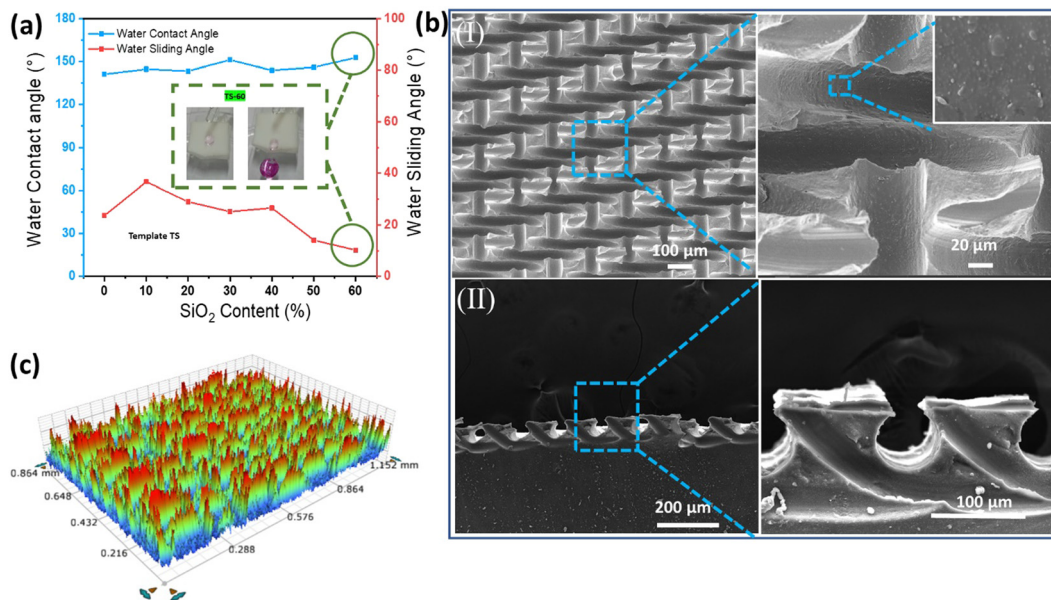 (a)
180
150
120
90
60
30
0
Water Contact angle (°)
Water Contact Angle
Water Sliding Angle
TS-60
Template TS
100
80
60
40
20
0
Water Sliding Angle (°)
0 10 20 30 40 50 60
SiO₂ Content (%)
(b)
(I)
100 μm
20 μm
(II)
200 μm
100 μm
(c)
0.864 mm
0.648
0.432
0.216
1.152 mm
0.864
0.576
0.288